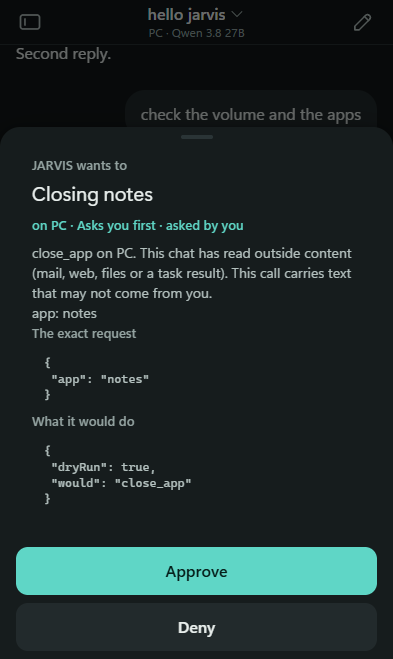 hello jarvis
PC · Qwen 3.8 27B
Second reply.
check the volume and the apps
JARVIS wants to
Closing notes
on PC · Asks you first · asked by you
close_app on PC. This chat has read outside content
(mail, web, files or a task result). This call carries text
that may not come from you.
app: notes
The exact request
{
"app": "notes"
}
What it would do
{
"dryRun": true,
"would": "close_app"
}
Approve
Deny